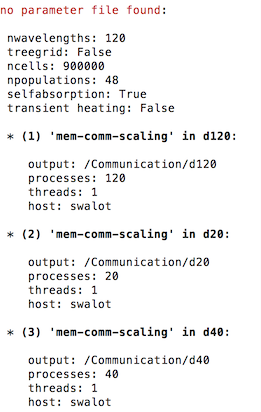 no parameter file found:
nwavelengths: 120
treegrid: False
ncells: 900000
npopulations: 48
selfabsorption: True
transient heating: False
* (1) 'mem-comm-scaling' in d120:
output: /Communication/d120
processes: 120
threads: 1
host: swalot
* (2) 'mem-comm-scaling' in d20:
output: /Communication/d20
processes: 20
threads: 1
host: swalot
* (3) 'mem-comm-scaling' in d40:
output: /Communication/d40
processes: 40
threads: 1
host: swalot